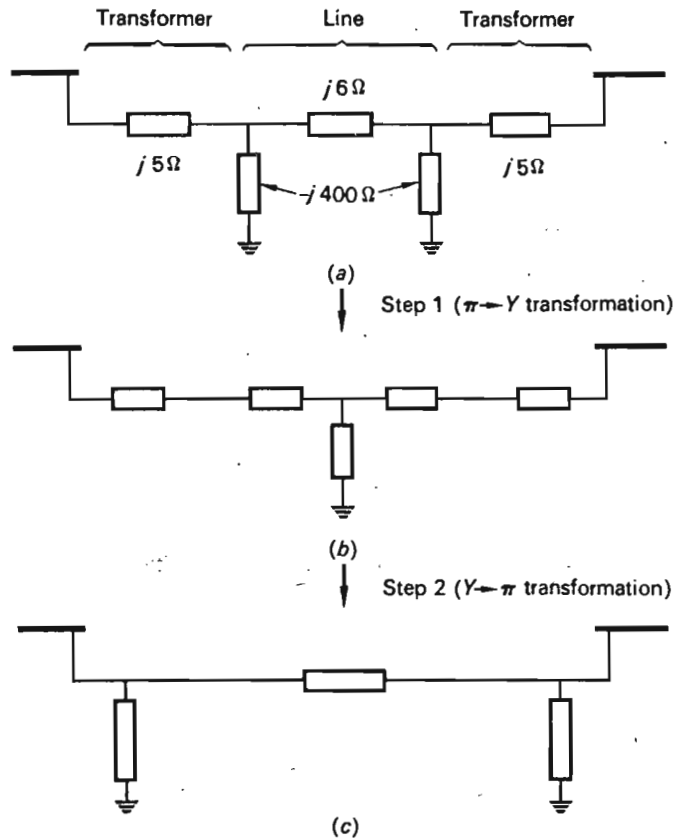 Transformer Line Transformer
j6Ω
j5Ω -j400Ω j5Ω
(a)
Step 1 (π→Y transformation)
(b)
Step 2 (Y→π transformation)
(c)